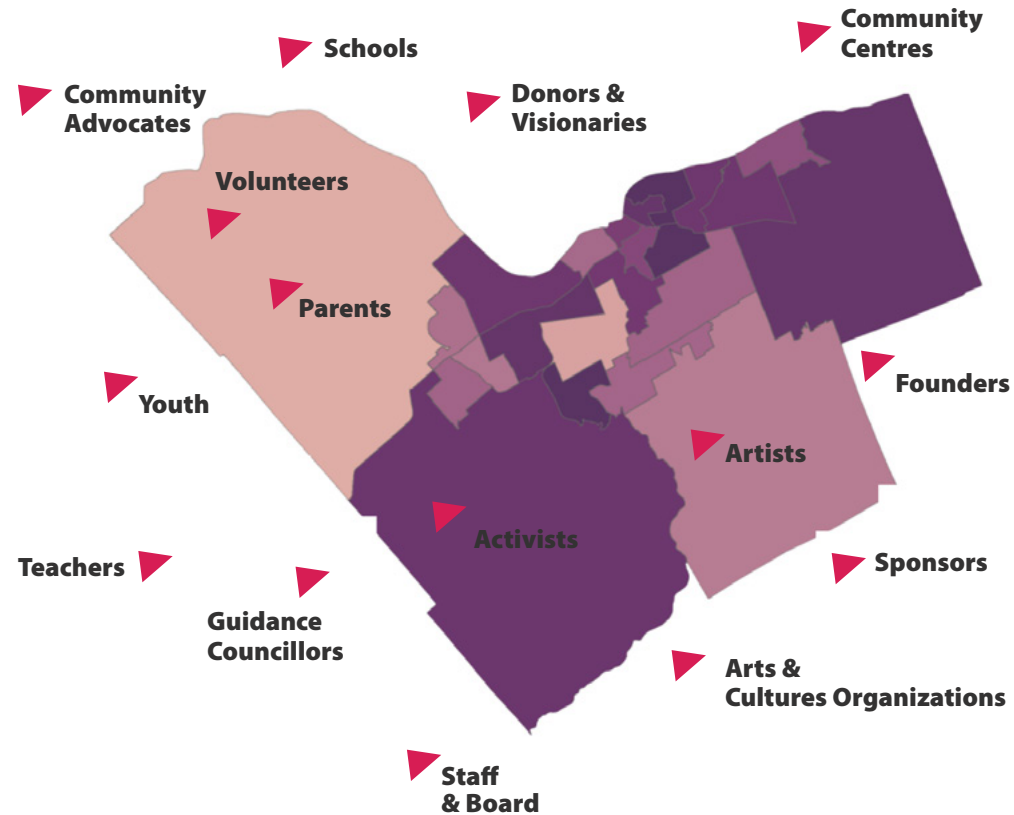 Community
Centres
Schools
Community
Advocates
Donors &
Visionaries
Volunteers
Parents
Founders
Youth
Artists
Activists
Teachers
Sponsors
Guidance
Councillors
Arts &
Cultures Organizations
Staff
& Board